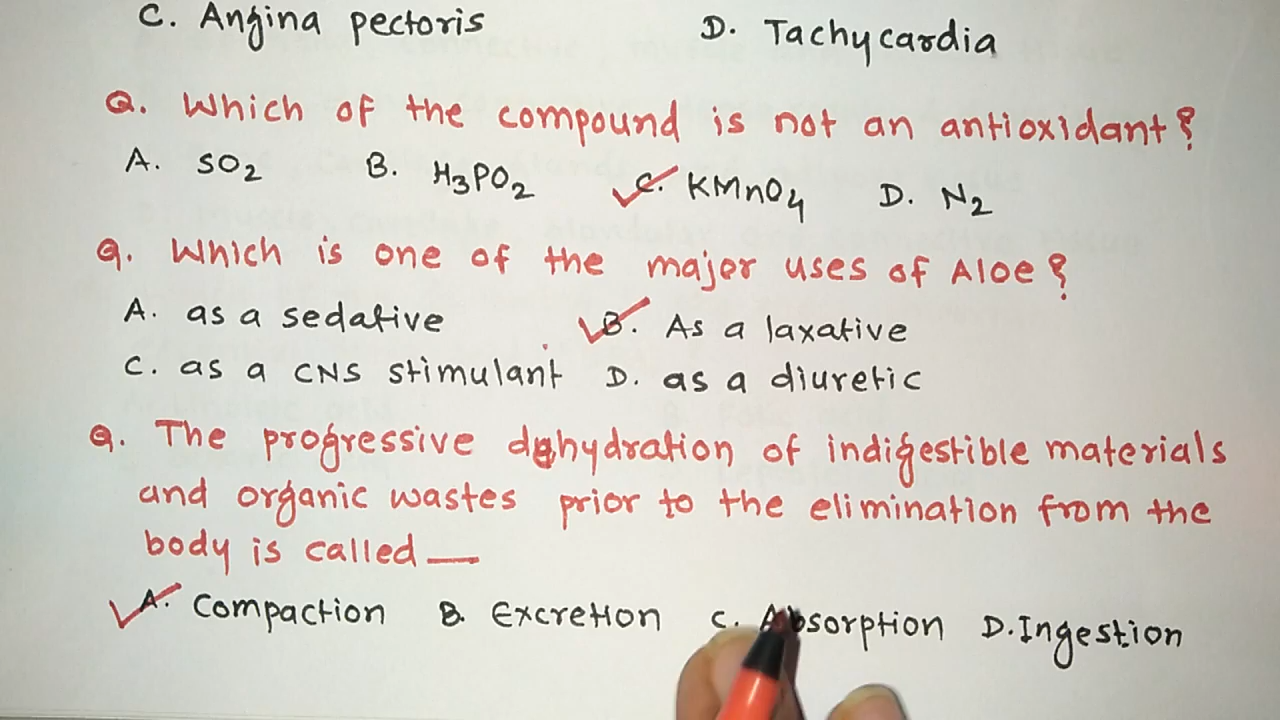 C. Angina pectoris D. Tachycardia
Q. Which of the compound is not an antioxidant?
A. SO2 B. H3PO2 C. KMnO4 D. N2
Q. Which is one of the major uses of Aloe?
A. as a sedative B. As a laxative
C. as a CNS stimulant D. as a diuretic
Q. The progressive dehydration of indigestible materials
and organic wastes prior to the elimination from the
body is called —
A. Compaction B. Excretion C. Absorption D. Ingestion